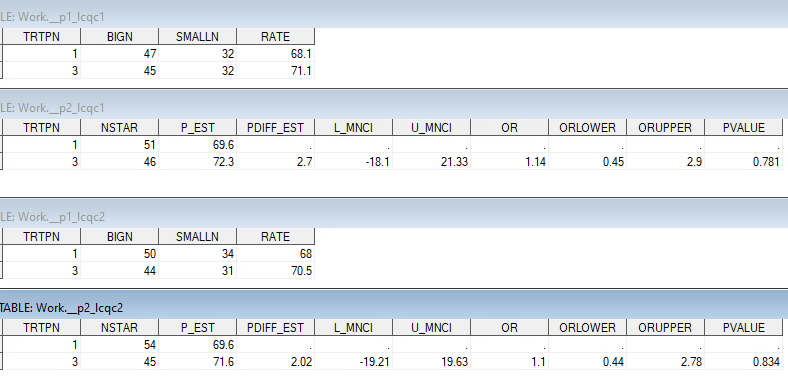 LE: Work.__p1_lcqc1
TRTPN BIGN SMALLN RATE
1 47 32 68.1
3 45 32 71.1
LE: Work.__p2_lcqc1
TRTPN NSTAR P_EST PDIFF_EST L_MNCI U_MNCI OR ORLOWER ORUPPER PVALUE
1 51 69.6 . . . . . . .
3 46 72.3 2.7 -18.1 21.33 1.14 0.45 2.9 0.781
LE: Work.__p1_lcqc2
TRTPN BIGN SMALLN RATE
1 50 34 68
3 44 31 70.5
TABLE: Work.__p2_lcqc2
TRTPN NSTAR P_EST PDIFF_EST L_MNCI U_MNCI OR ORLOWER ORUPPER PVALUE
1 54 69.6 . . . . . . .
3 45 71.6 2.02 -19.21 19.63 1.1 0.44 2.78 0.834